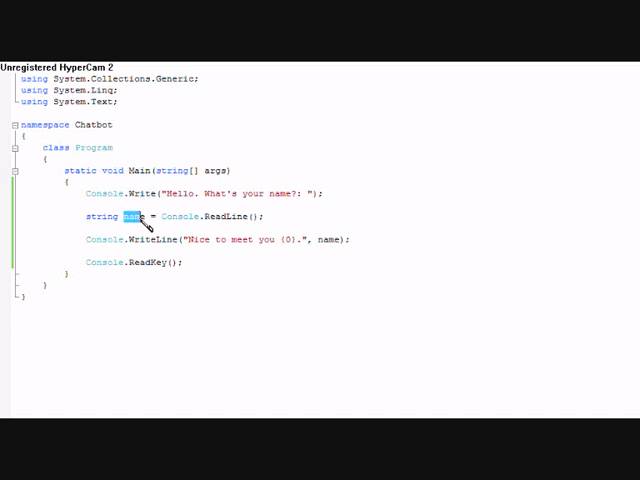 Unregistered HyperCam 2
using System.Collections.Generic;
using System.Linq;
using System.Text;
namespace Chatbot
{
class Program
{
static void Main(string[] args)
{
Console.Write("Hello. What's your name?: ");
string name = Console.ReadLine();
Console.WriteLine("Nice to meet you {0}.", name);
Console.ReadKey();
}
}
}